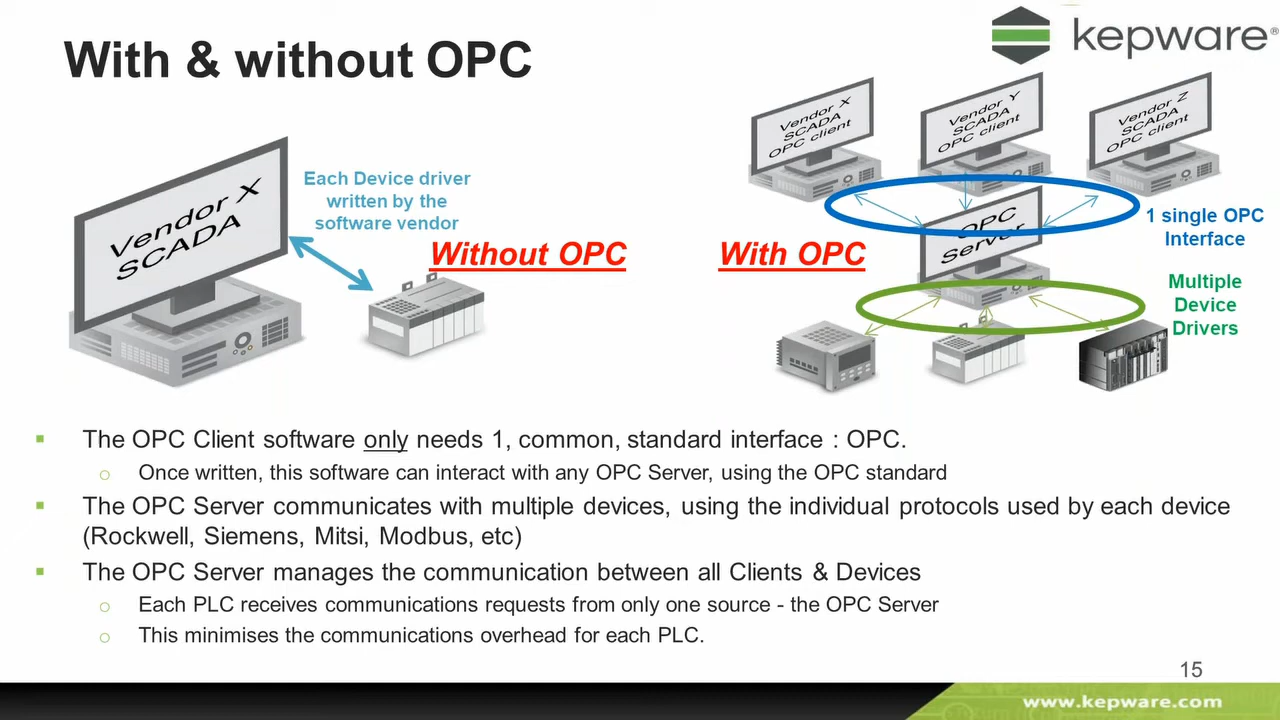 With & without OPC
kepware®
Vendor X
SCADA
Each Device driver
written by the
software vendor
Without OPC
With OPC
Vendor X
SCADA
OPC client
Vendor Y
SCADA
OPC client
Vendor Z
SCADA
OPC client
OPC
Server
1 single OPC
Interface
Multiple
Device
Drivers
▪ The OPC Client software only needs 1, common, standard interface : OPC.
○ Once written, this software can interact with any OPC Server, using the OPC standard
▪ The OPC Server communicates with multiple devices, using the individual protocols used by each device
(Rockwell, Siemens, Mitsi, Modbus, etc)
▪ The OPC Server manages the communication between all Clients & Devices
○ Each PLC receives communications requests from only one source - the OPC Server
○ This minimises the communications overhead for each PLC.
15
www.kepware.com